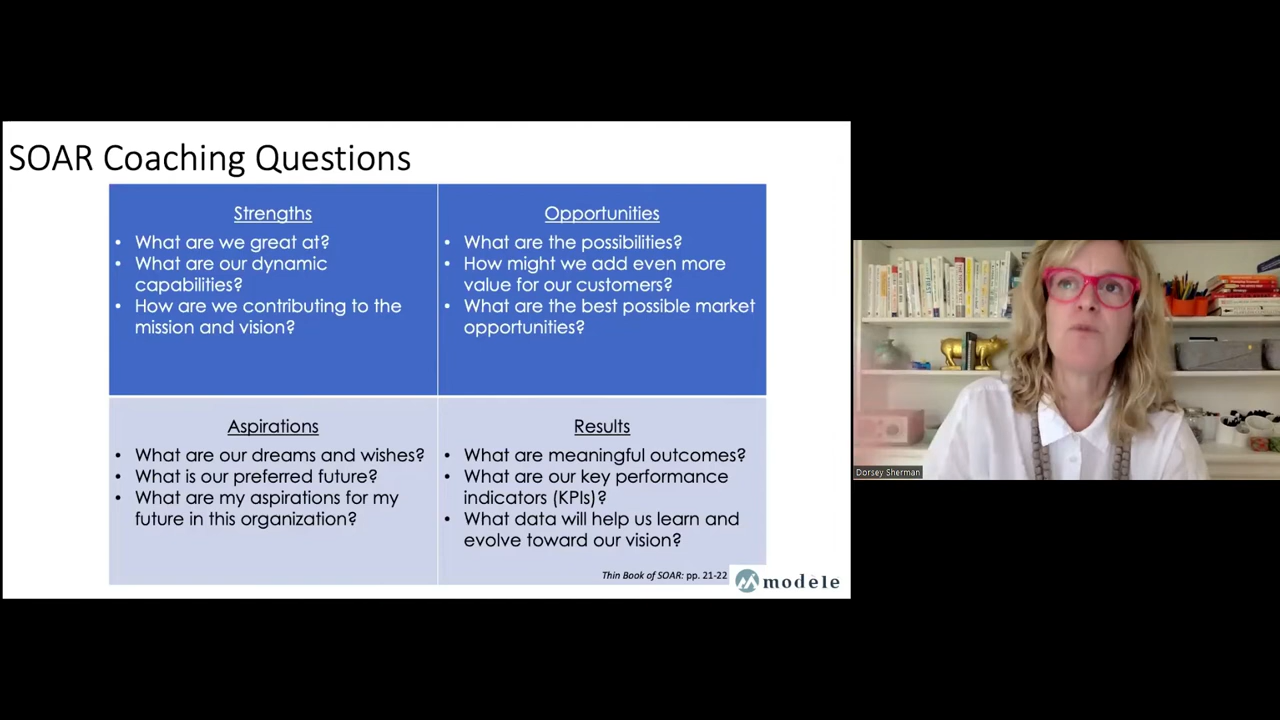 SOAR Coaching Questions
Strengths
• What are we great at?
• What are our dynamic
capabilities?
• How are we contributing to the
mission and vision?
Opportunities
• What are the possibilities?
• How might we add even more
value for our customers?
• What are the best possible market
opportunities?
Aspirations
• What are our dreams and wishes?
• What is our preferred future?
• What are my aspirations for my
future in this organization?
Results
• What are meaningful outcomes?
• What are our key performance
indicators (KPIs)?
• What data will help us learn and
evolve toward our vision?
Thin Book of SOAR: pp. 21-22
modèle
Dorsey Sherman